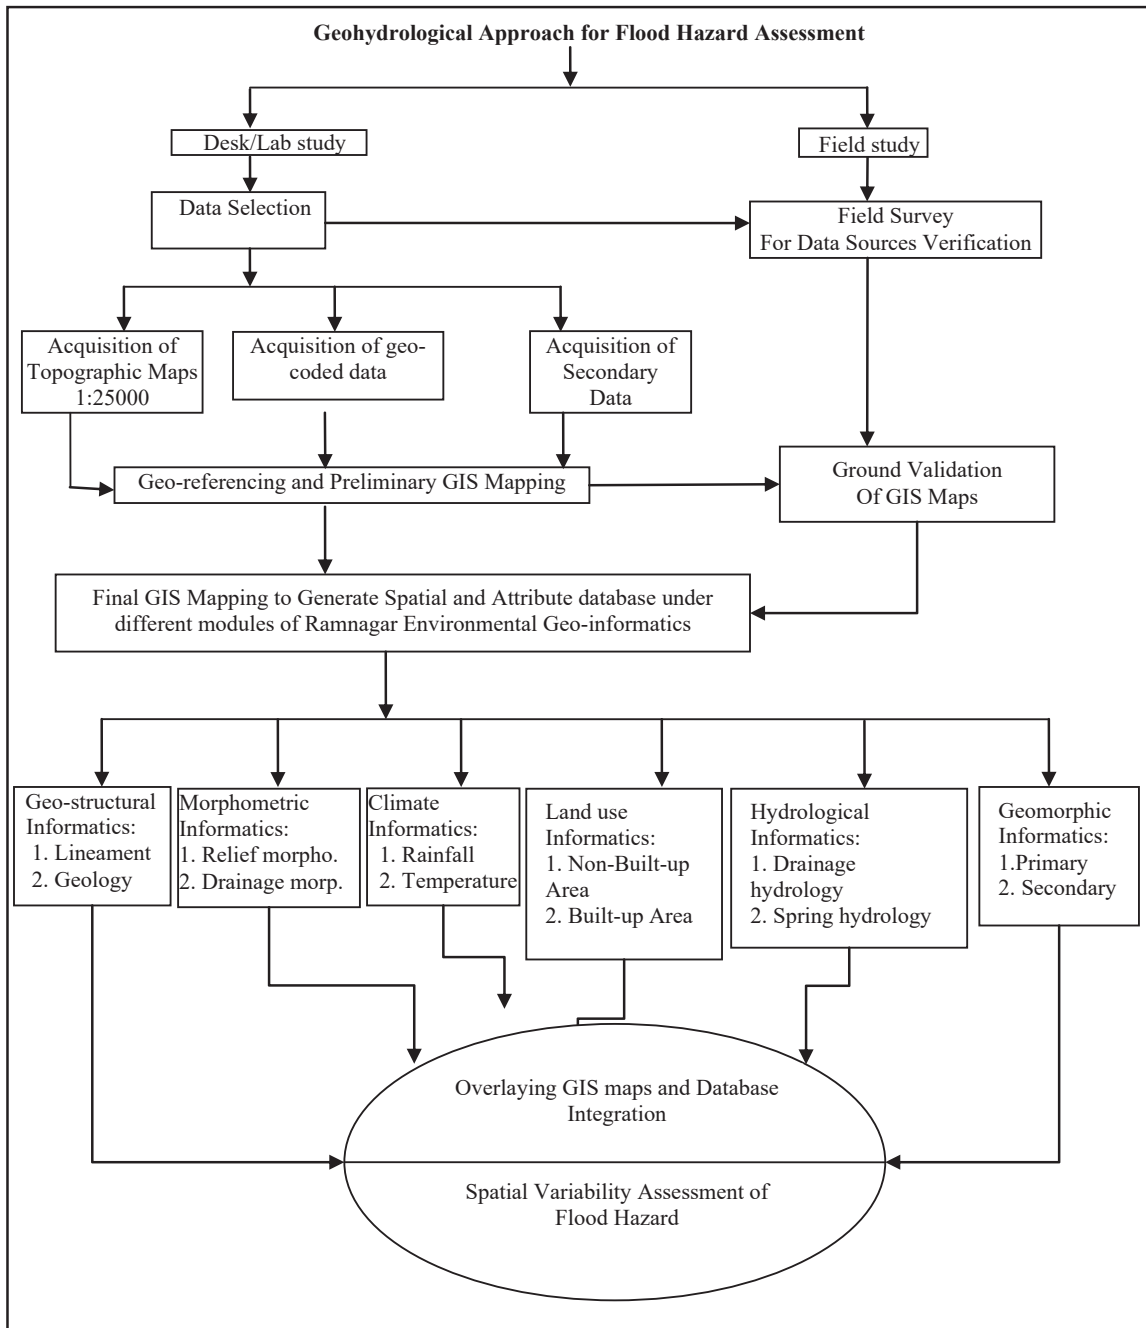 Geohydrological Approach for Flood Hazard Assessment
Desk/Lab study
Field study
Data Selection
Field Survey
For Data Sources Verification
Acquisition of
Topographic Maps
1:25000
Acquisition of geo-
coded data
Acquisition of
Secondary
Data
Geo-referencing and Preliminary GIS Mapping
Ground Validation
Of GIS Maps
Final GIS Mapping to Generate Spatial and Attribute database under
different modules of Ramnagar Environmental Geo-informatics
Geo-structural
Informatics:
1. Lineament
2. Geology
Morphometric
Informatics:
1. Relief morpho.
2. Drainage morp.
Climate
Informatics:
1. Rainfall
2. Temperature
Land use
Informatics:
1. Non-Built-up
Area
2. Built-up Area
Hydrological
Informatics:
1. Drainage
hydrology
2. Spring hydrology
Geomorphic
Informatics:
1.Primary
2. Secondary
Overlaying GIS maps and Database
Integration
Spatial Variability Assessment of
Flood Hazard